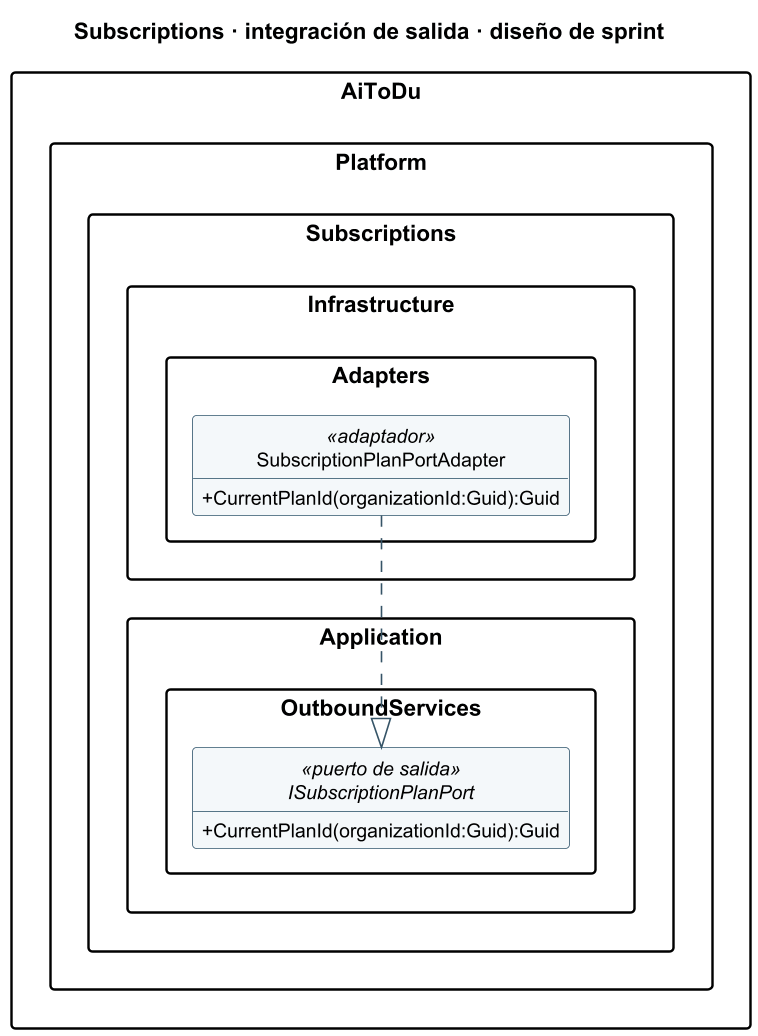 Subscriptions · integración de salida · diseño de sprint
AiToDu
Platform
Subscriptions
Infrastructure
Adapters
«adaptador»
SubscriptionPlanPortAdapter
+CurrentPlanId(organizationId:Guid):Guid
Application
OutboundServices
«puerto de salida»
ISubscriptionPlanPort
+CurrentPlanId(organizationId:Guid):Guid